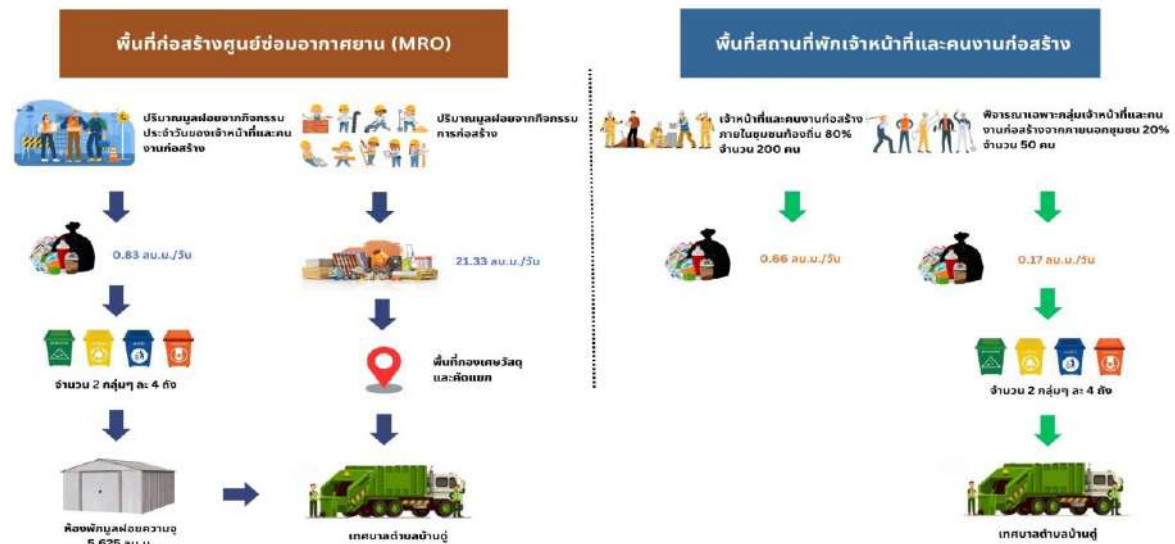 พื้นที่ก่อสร้างศูนย์ซ่อมอากาศยาน (MRO)
ปริมาณมูลฝอยจากกิจกรรม
ประจำวันของเจ้าหน้าที่และคน
งานก่อสร้าง
ปริมาณมูลฝอยจากกิจกรรม
การก่อสร้าง
0.83 ลบ.ม./วัน
21.33 ลบ.ม./วัน
จำนวน 2 กลุ่มๆ ละ 4 ถัง
พื้นที่กองเศษวัสดุ
และคัดแยก
ห้องพักมูลฝอยความจุ
5.625 ลบ.ม.
เทศบาลตำบลบ้านดู่
พื้นที่สถานที่พักเจ้าหน้าที่และคนงานก่อสร้าง
เจ้าหน้าที่และคนงานก่อสร้าง
ภายในชุมชนท้องถิ่น 80%
จำนวน 200 คน
พิจารณาเฉพาะกลุ่มเจ้าหน้าที่และคน
งานก่อสร้างจากภายนอกชุมชน 20%
จำนวน 50 คน
0.66 ลบ.ม./วัน
0.17 ลบ.ม./วัน
จำนวน 2 กลุ่มๆ ละ 4 ถัง
เทศบาลตำบลบ้านดู่